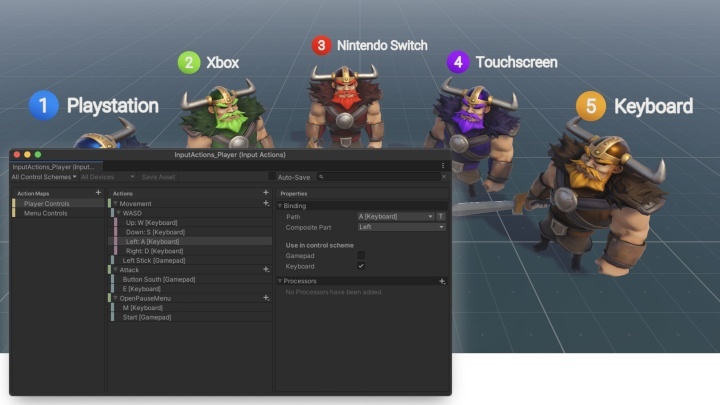 3 Nintendo Switch
2 Xbox
4 Touchscreen
1 Playstation
5 Keyboard
InputActions_Player (Input Actions)
InputActions_Player (Input...
All Control Schemes All Devices Save Asset Auto-Save
Action Maps + Actions + Properties
Player Controls
Menu Controls
Movement +
WASD
Up: W [Keyboard]
Down: S [Keyboard]
Left: A [Keyboard]
Right: D [Keyboard]
Left Stick [Gamepad]
Attack +
Button South [Gamepad]
E [Keyboard]
OpenPauseMenu +
M [Keyboard]
Start [Gamepad]
Binding
Path A [Keyboard] T
Composite Part Left
Use in control scheme
Gamepad
Keyboard
Processors +
No Processors have been added.